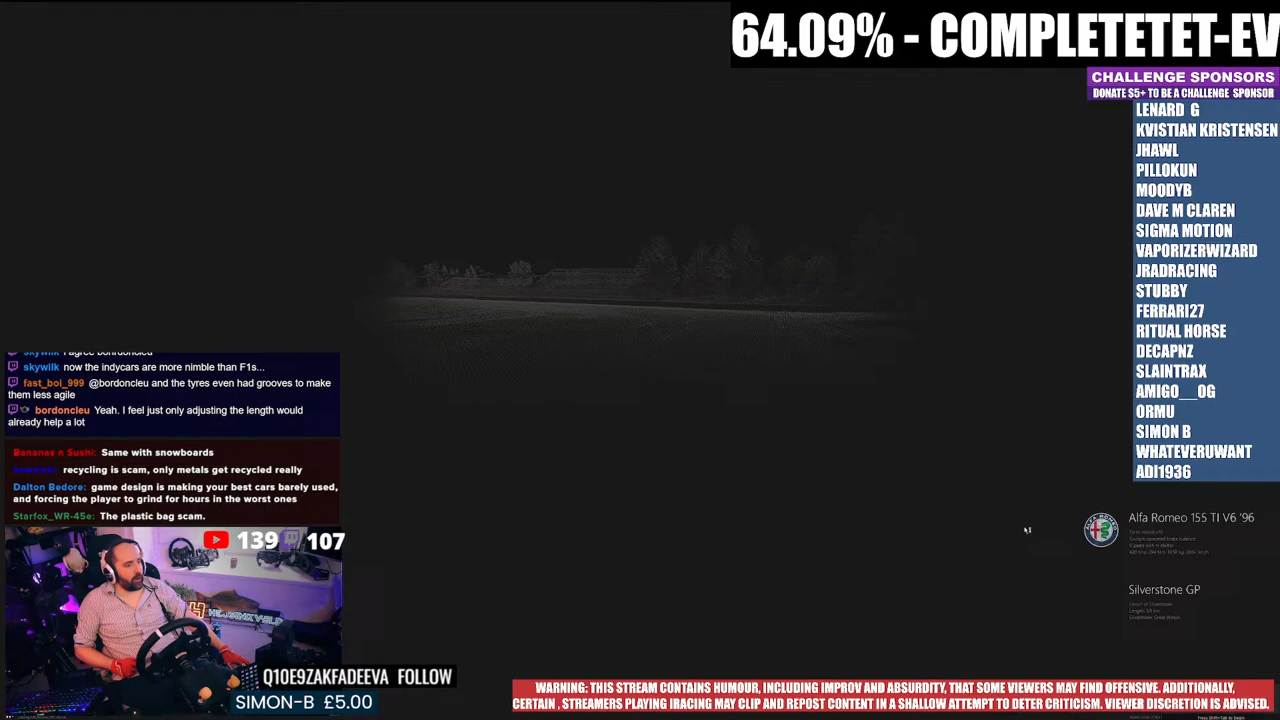 64.09% - COMPLETETET-EV
CHALLENGE SPONSORS
DONATE $5+ TO BE A CHALLENGE SPONSOR
LENARD G
KVISTIAN KRISTENSEN
JHAWL
PILLOKUN
MOODYB
DAVE M CLAREN
SIGMA MOTION
VAPORIZERWIZARD
JRADRACING
STUBBY
FERRARI27
RITUAL HORSE
DECAPNZ
SLAINTRAX
AMIGO__OG
ORMU
SIMON B
WHATEVERUWANT
ADI1936
skywilk I agree bonrdoncleu
skywilk now the indycars are more nimble than F1s...
fast_boi_999 @bordoncleu and the tyres even had grooves to make
them less agile
bordoncleu Yeah. I feel just only adjusting the length would
already help a lot
Bananas n Sushi: Same with snowboards
recycling is scam, only metals get recycled really
Dalton Bedore: game design is making your best cars barely used,
and forcing the player to grind for hours in the worst ones
Starfox_WR-45e: The plastic bag scam.
139 107
Alfa Romeo 155 TI V6 '96
Silverstone GP
Q10E9ZAKFADEEVA FOLLOW
SIMON-B £5.00
WARNING: THIS STREAM CONTAINS HUMOUR, INCLUDING IMPROV AND ABSURDITY, THAT SOME VIEWERS MAY FIND OFFENSIVE. ADDITIONALLY,
CERTAIN , STREAMERS PLAYING IRACING MAY CLIP AND REPOST CONTENT IN A SHALLOW ATTEMPT TO DETER CRITICISM. VIEWER DISCRETION IS ADVISED.